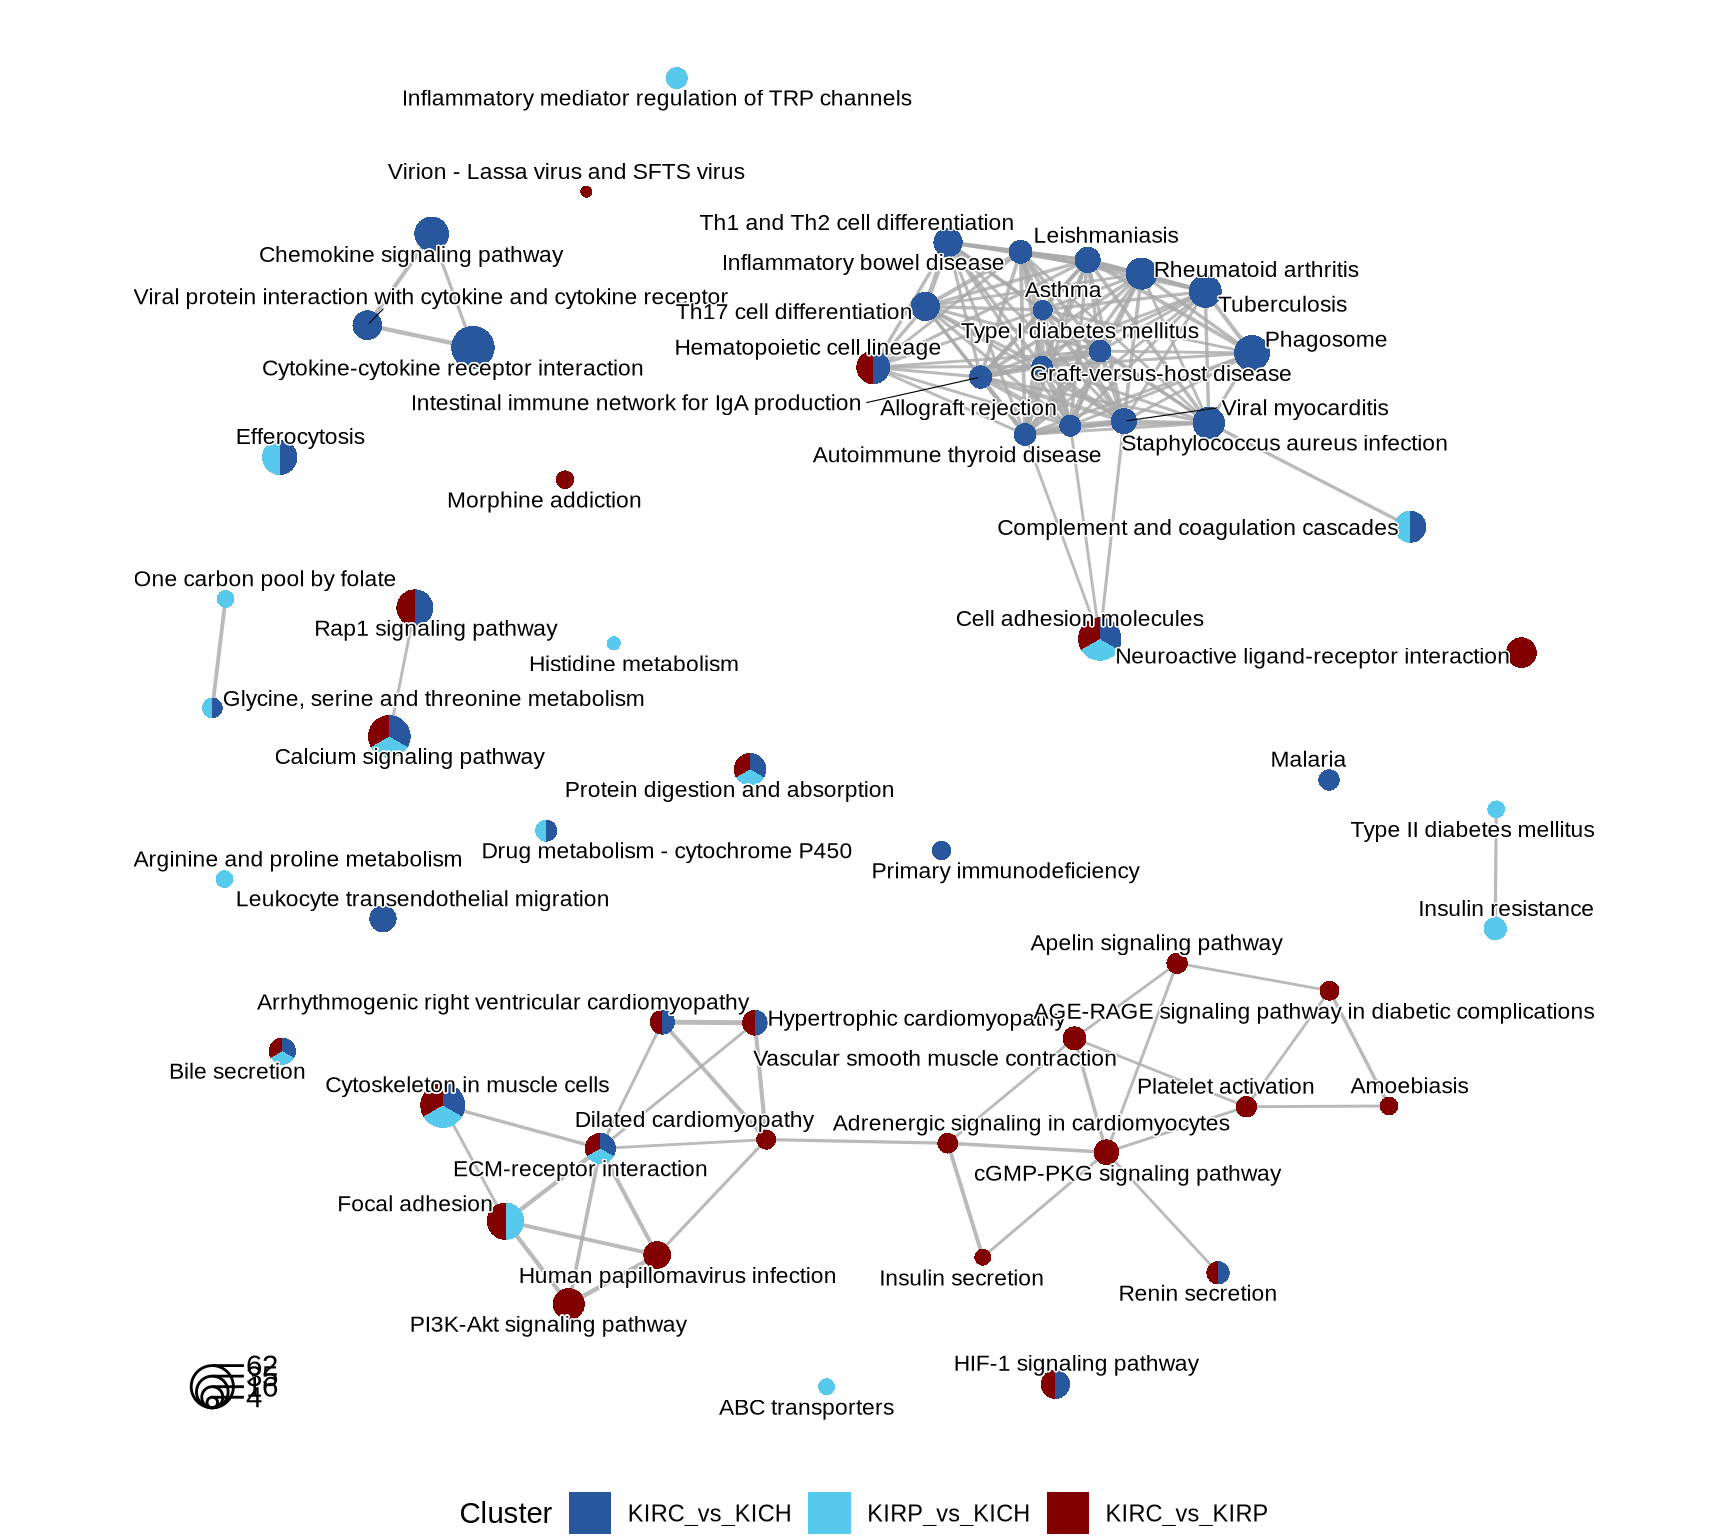 Inflammatory mediator regulation of TRP channels
Virion - Lassa virus and SFTS virus
Th1 and Th2 cell differentiation
Leishmaniasis
Chemokine signaling pathway
Inflammatory bowel disease
Rheumatoid arthritis
Asthma
Viral protein interaction with cytokine and cytokine receptor
Tuberculosis
Th17 cell differentiation
Type I diabetes mellitus
Phagosome
Hematopoietic cell lineage
Cytokine-cytokine receptor interaction
Graft-versus-host disease
Intestinal immune network for IgA production
Allograft rejection
Viral myocarditis
Efferocytosis
Staphylococcus aureus infection
Autoimmune thyroid disease
Morphine addiction
Complement and coagulation cascades
One carbon pool by folate
Cell adhesion molecules
Rap1 signaling pathway
Neuroactive ligand-receptor interaction
Histidine metabolism
Glycine, serine and threonine metabolism
Calcium signaling pathway
Malaria
Protein digestion and absorption
Type II diabetes mellitus
Drug metabolism - cytochrome P450
Arginine and proline metabolism
Primary immunodeficiency
Leukocyte transendothelial migration
Insulin resistance
Apelin signaling pathway
Arrhythmogenic right ventricular cardiomyopathy
AGE-RAGE signaling pathway in diabetic complications
Hypertrophic cardiomyopathy
Vascular smooth muscle contraction
Bile secretion
Cytoskeleton in muscle cells
Platelet activation
Amoebiasis
Dilated cardiomyopathy
Adrenergic signaling in cardiomyocytes
ECM-receptor interaction
cGMP-PKG signaling pathway
Focal adhesion
Human papillomavirus infection
Insulin secretion
Renin secretion
PI3K-Akt signaling pathway
HIF-1 signaling pathway
62
16
4
ABC transporters
Cluster
KIRC_vs_KICH
KIRP_vs_KICH
KIRC_vs_KIRP